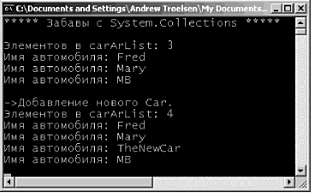 C:\Documents and Settings\Andrew Troelsen\My Documents...
***** Забавы с System.Collections *****
Элементов в carArList: 3
Имя автомобиля: Fred
Имя автомобиля: Mary
Имя автомобиля: MB
->Добавление нового Car.
Элементов в carArList: 4
Имя автомобиля: Fred
Имя автомобиля: Mary
Имя автомобиля: TheNewCar
Имя автомобиля: MB